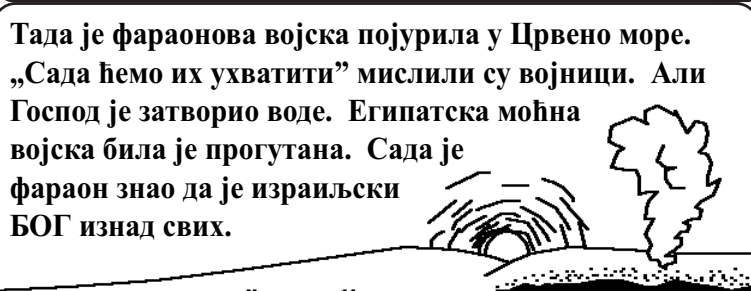 Тада је фараонова војска појурила у Црвено море.
„Сада ћемо их ухватити” мислили су војници.  Али
Господ је затворио воде.  Египатска моћна
војска била је прогутана.  Сада је
фараон знао да је израиљски
БОГ изнад свих.